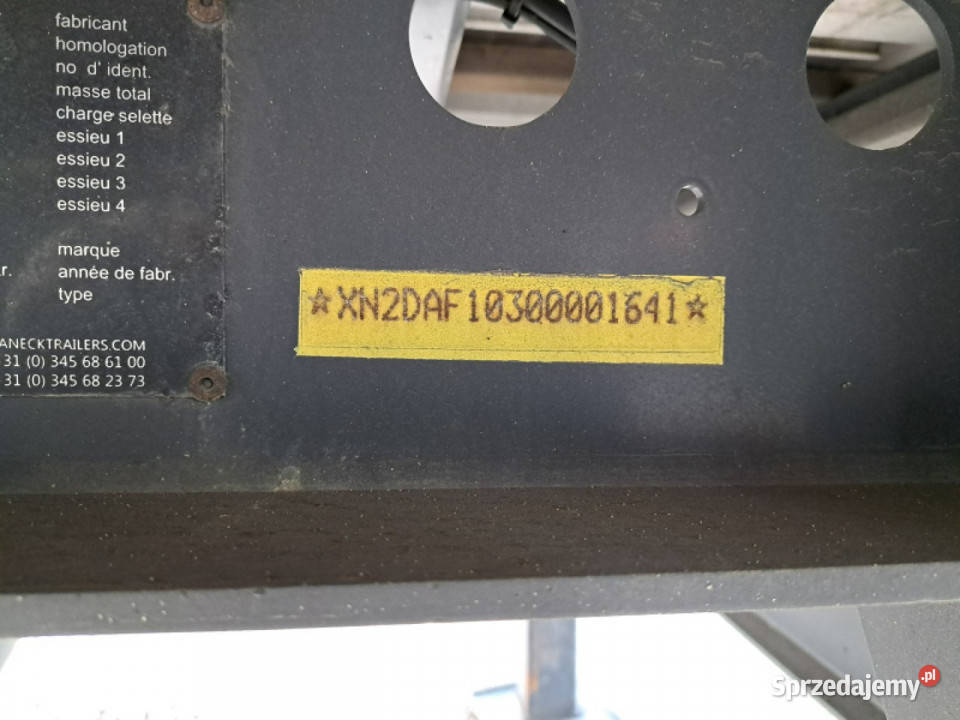 fabricant
homologation
no d' ident.
masse total
charge selette
essieu 1
essieu 2
essieu 3
essieu 4
marque
r. année de fabr.
type
ANECKTRAILERS.COM
31 (0) 345 68 61 00
31 (0) 345 68 23 73
☆XN2DAF10300001641☆
Sprzedajemy.pl